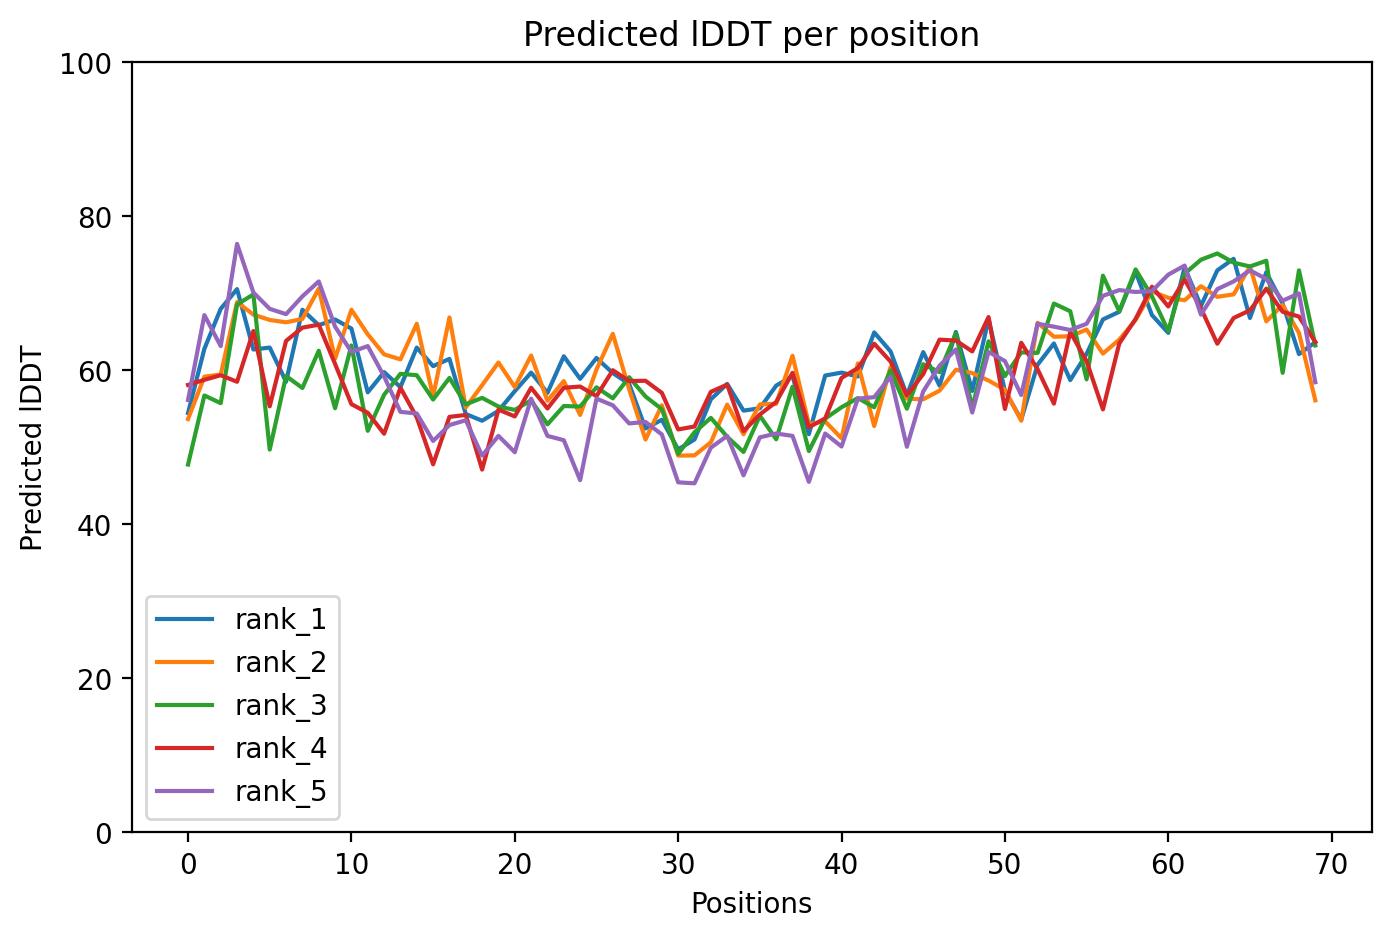 Predicted lDDT per position
100
80
60
40
20
0
Predicted lDDT
rank_1
rank_2
rank_3
rank_4
rank_5
0 10 20 30 40 50 60 70
Positions